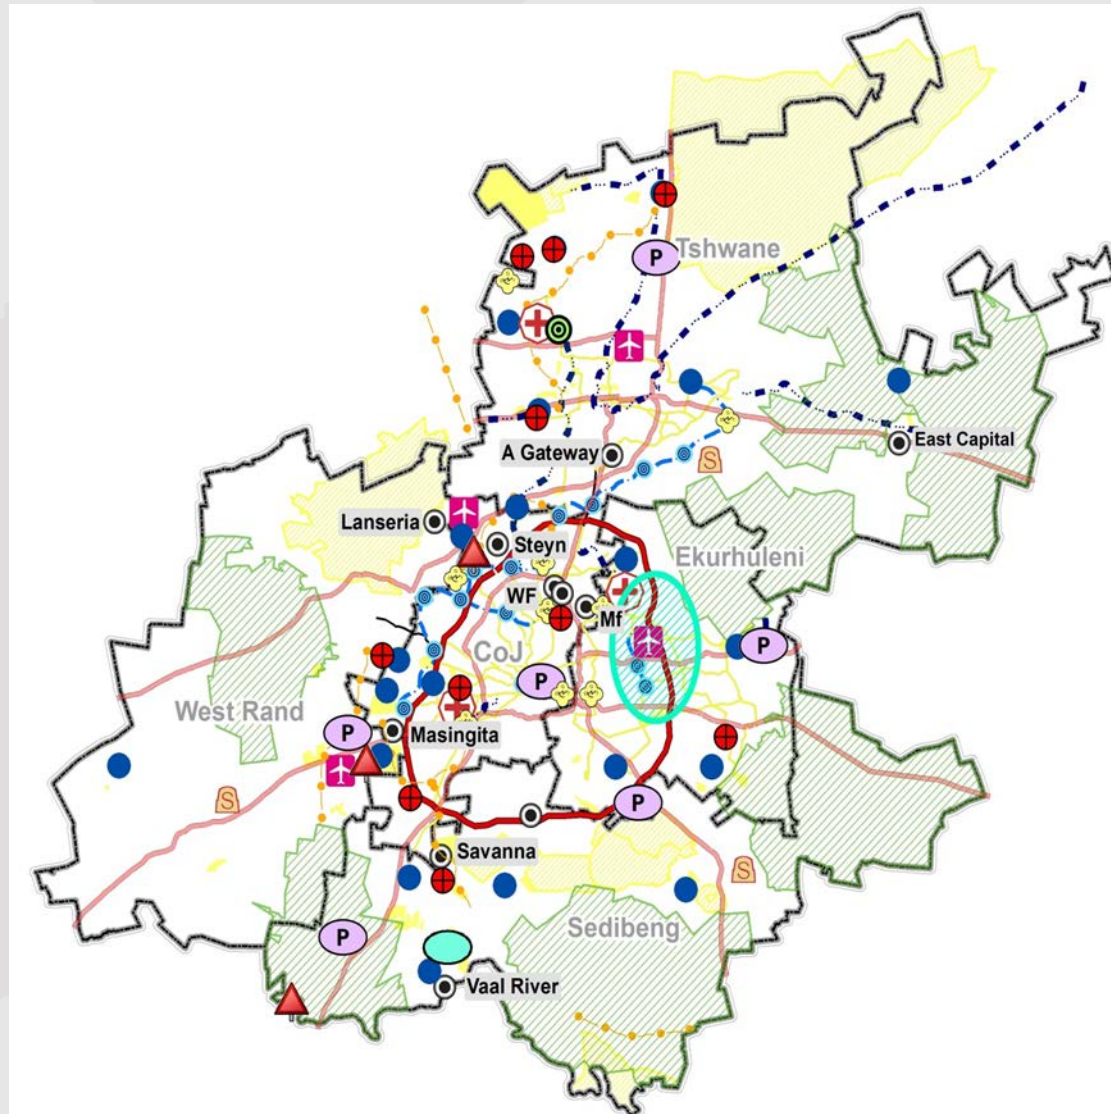 P
Tshwane
A Gateway
East Capital
S
Lanseria
Steyn
Ekurhuleni
WF
Mf
P
CoJ
P
West Rand
P
Masingita
S
P
Savanna
S
Sedibeng
P
Vaal River